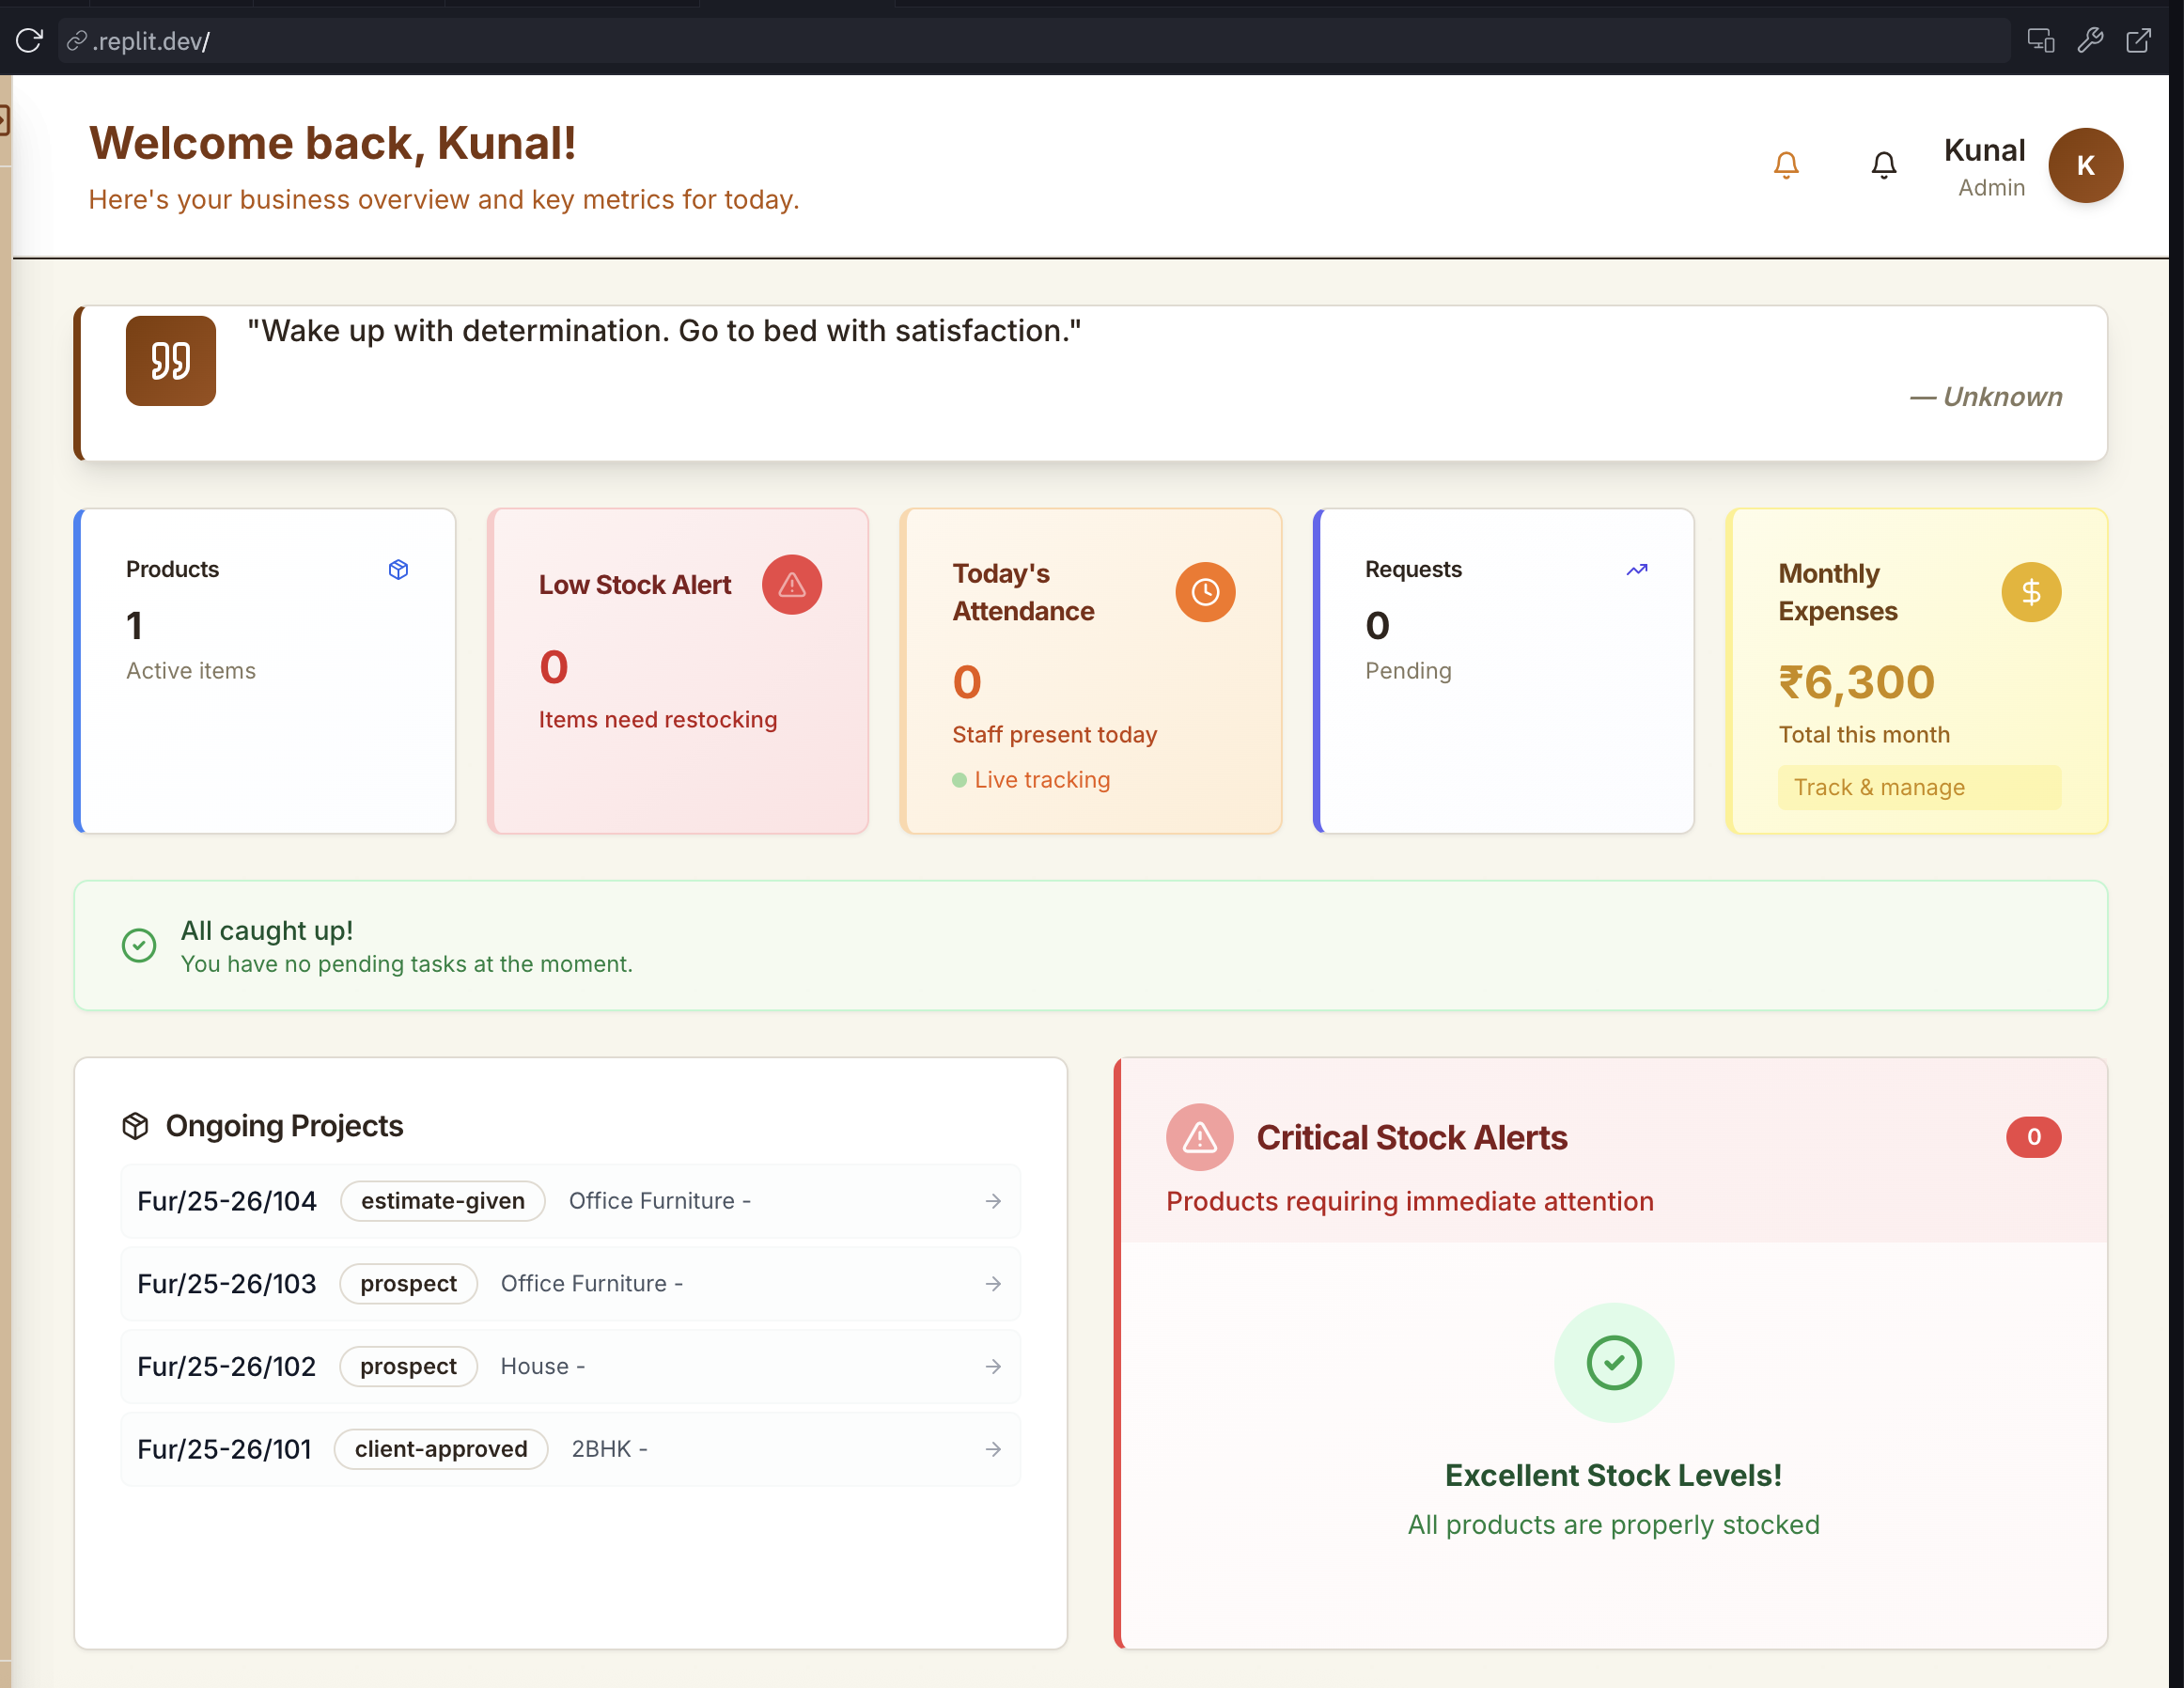 .replit.dev/
Welcome back, Kunal!
Here's your business overview and key metrics for today.
Kunal
Admin
K
"Wake up with determination. Go to bed with satisfaction."
— Unknown
Products
1
Active items
Low Stock Alert
0
Items need restocking
Today's
Attendance
0
Staff present today
Live tracking
Requests
0
Pending
Monthly
Expenses
₹6,300
Total this month
Track & manage
All caught up!
You have no pending tasks at the moment.
Ongoing Projects
Fur/25-26/104 estimate-given Office Furniture -
Fur/25-26/103 prospect Office Furniture -
Fur/25-26/102 prospect House -
Fur/25-26/101 client-approved 2BHK -
Critical Stock Alerts
0
Products requiring immediate attention
Excellent Stock Levels!
All products are properly stocked